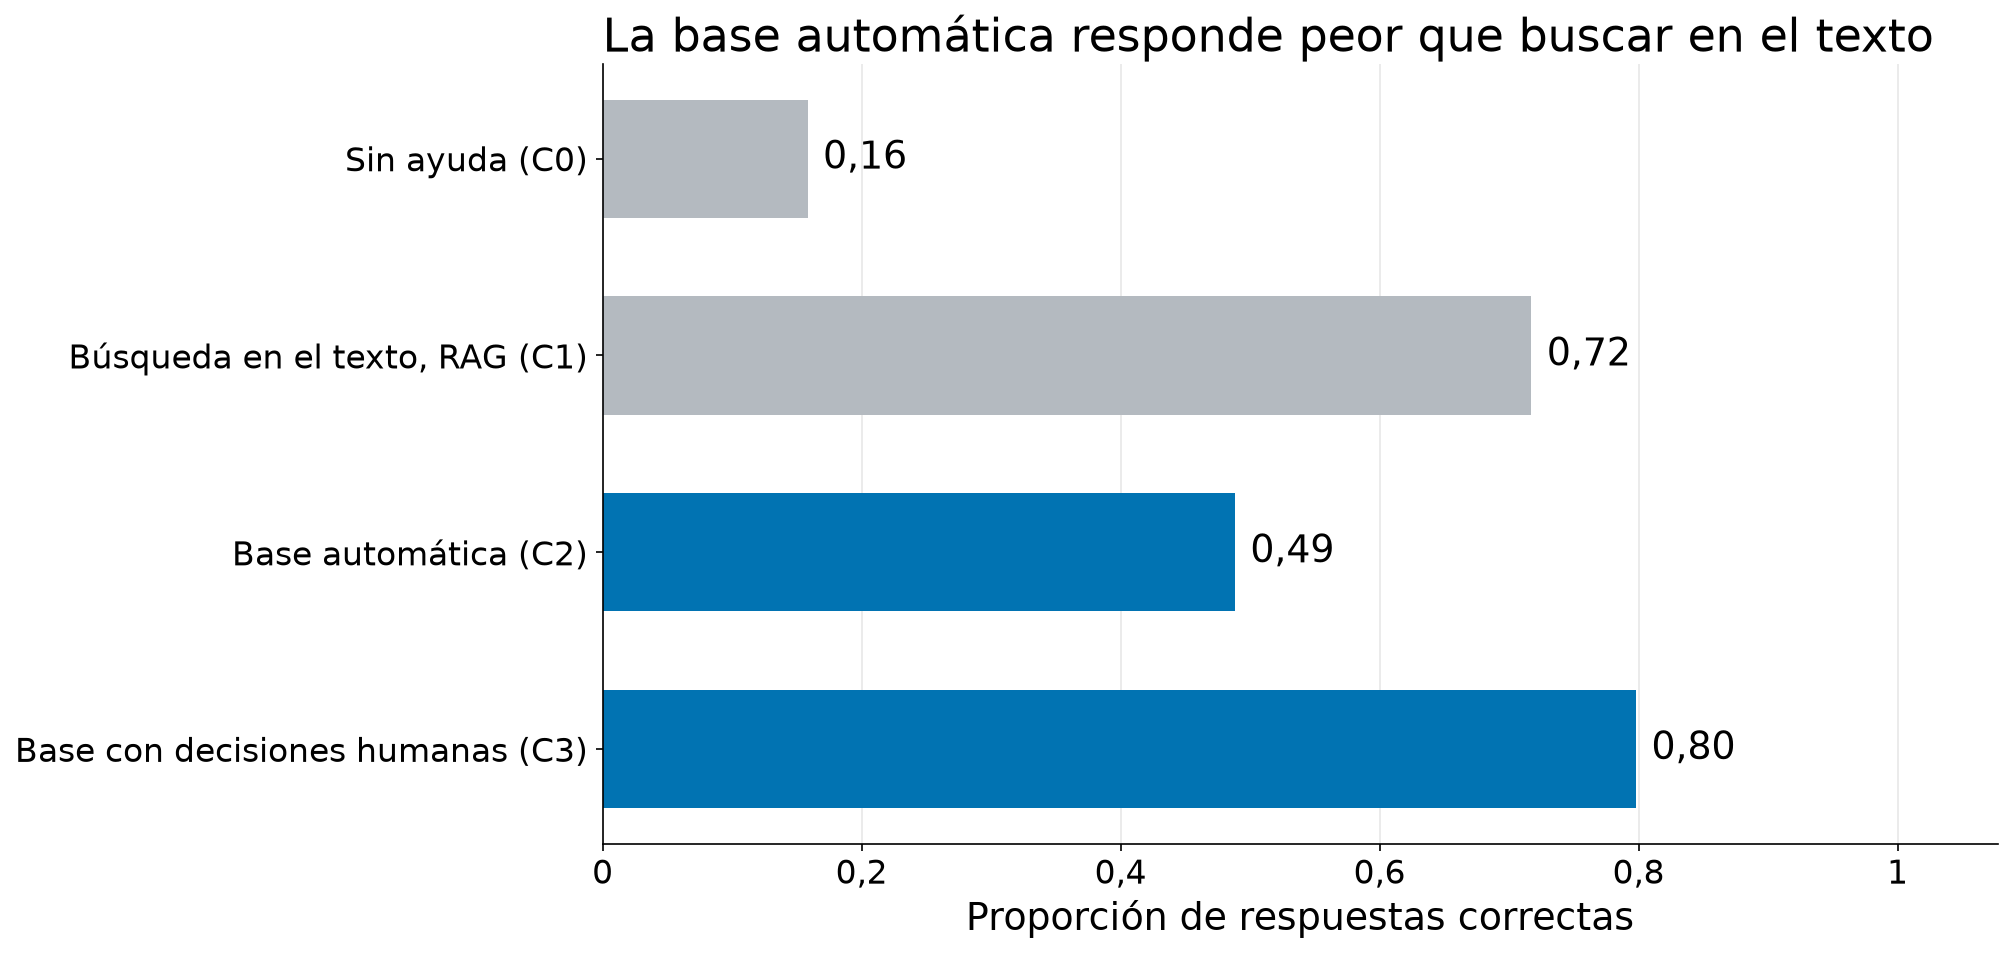 La base automática responde peor que buscar en el texto
Sin ayuda (C0)
0,16
Búsqueda en el texto, RAG (C1)
0,72
Base automática (C2)
0,49
Base con decisiones humanas (C3)
0,80
0
0,2
0,4
0,6
0,8
1
Proporción de respuestas correctas